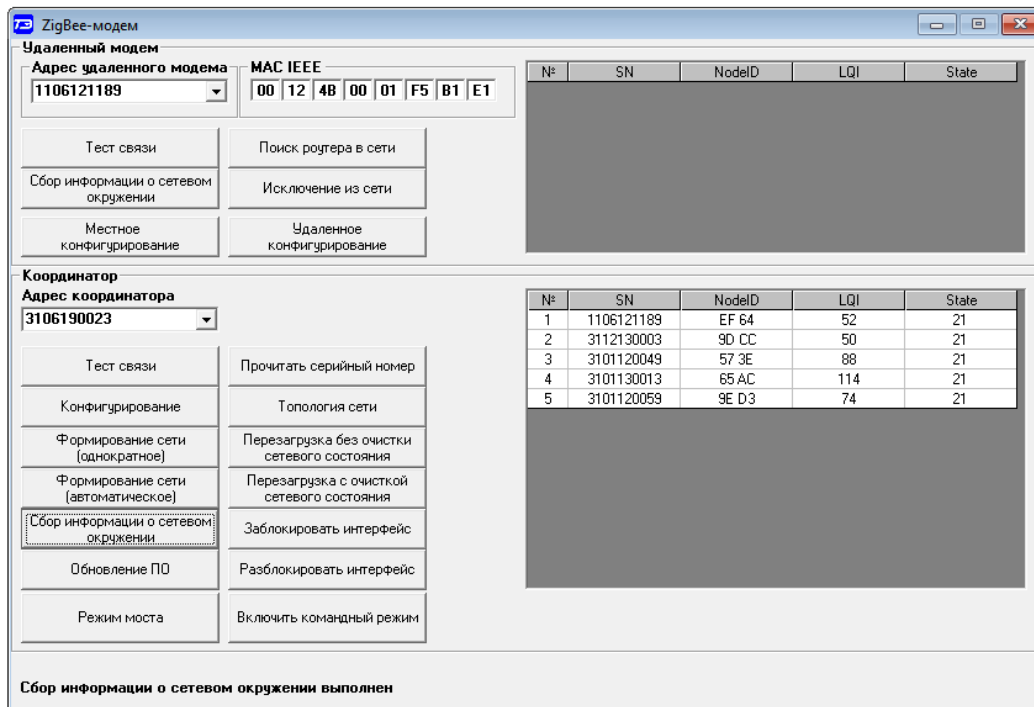 ТЭ ZigBee-модем
Удаленный модем
Адрес удаленного модема
MAC IEEE
1106121189
00 12 4B 00 01 F5 B1 E1
Тест связи
Поиск роутера в сети
Сбор информации о сетевом
окружении
Исключение из сети
Местное
конфигурирование
Удаленное
конфигурирование
№ SN NodeID LQI State
Координатор
Адрес координатора
3106190023
Тест связи
Прочитать серийный номер
Конфигурирование
Топология сети
Формирование сети
(однократное)
Перезагрузка без очистки
сетевого состояния
Формирование сети
(автоматическое)
Перезагрузка с очисткой
сетевого состояния
Сбор информации о сетевом
окружении
Заблокировать интерфейс
Обновление ПО
Разблокировать интерфейс
Режим моста
Включить командный режим
№ SN NodeID LQI State
1 1106121189 EF 64 52 21
2 3112130003 9D CC 50 21
3 3101120049 57 3E 88 21
4 3101130013 65 AC 114 21
5 3101120059 9E D3 74 21
Сбор информации о сетевом окружении выполнен